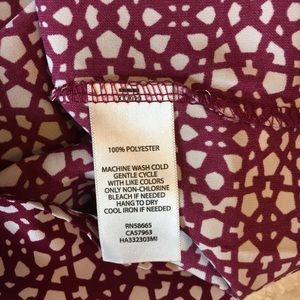 100% POLYESTER
MACHINE WASH COLD
GENTLE CYCLE
WITH LIKE COLORS
ONLY NON-CHLORINE
BLEACH IF NEEDED
HANG TO DRY
COOL IRON IF NEEDED
RN58665
CA57963
HA332303MI